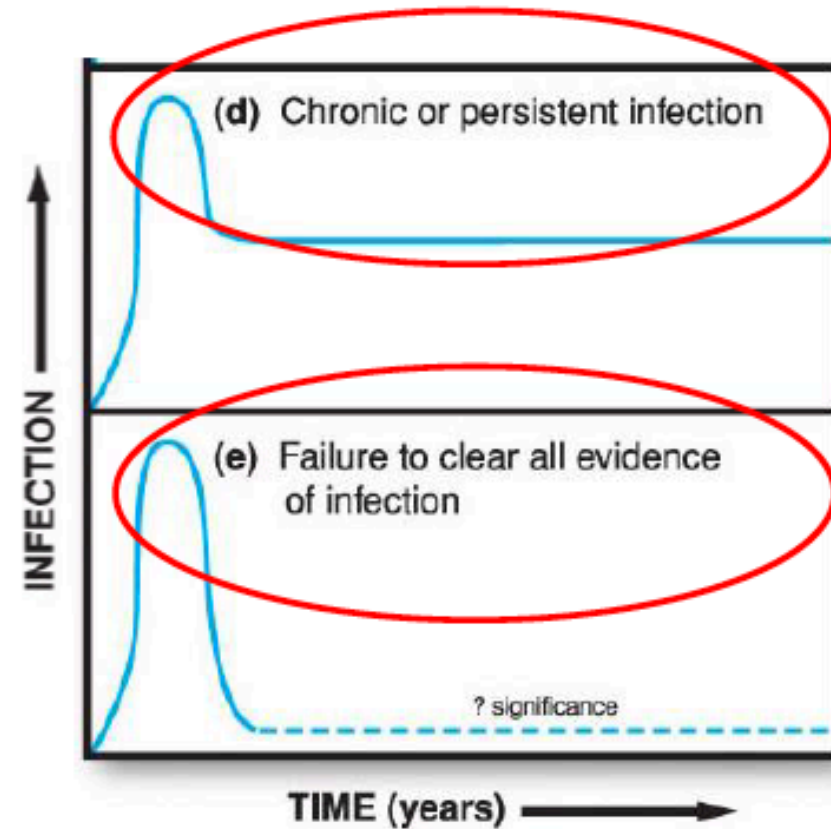 (d) Chronic or persistent infection
(e) Failure to clear all evidence
of infection
? significance
INFECTION
TIME (years)